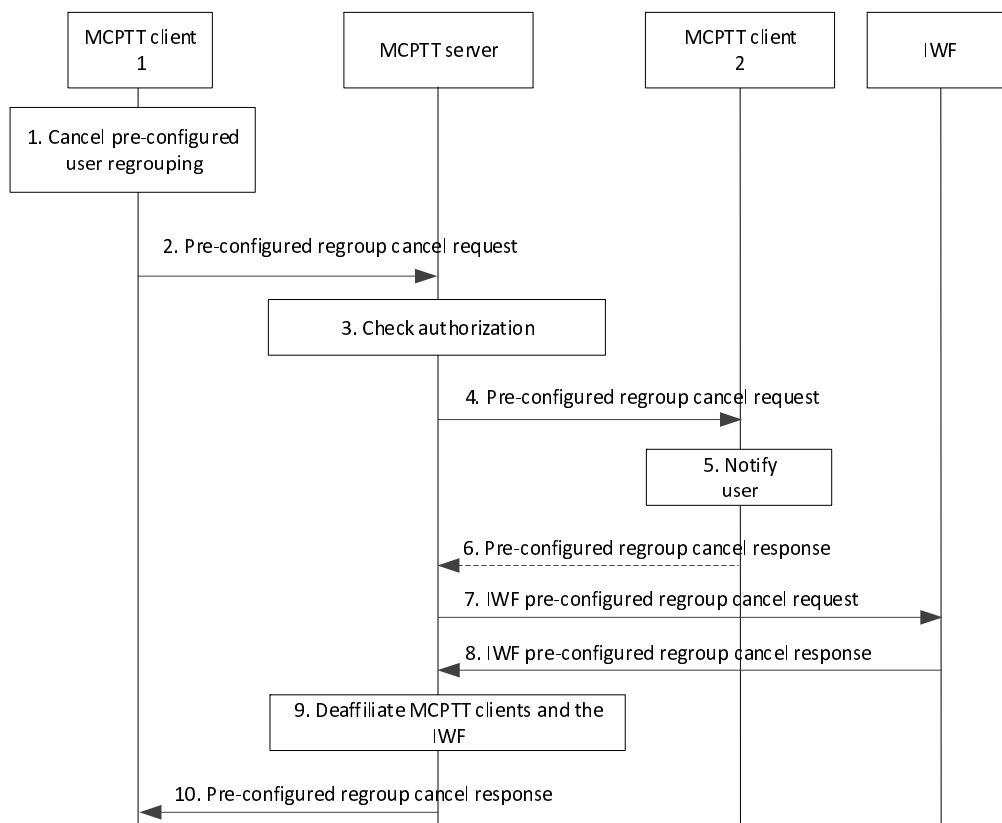 MCPTT client
1
MCPTT server
MCPTT client
2
IWF
1. Cancel pre-configured
user regrouping
2. Pre-configured regroup cancel request
3. Check authorization
4. Pre-configured regroup cancel request
5. Notify
user
6. Pre-configured regroup cancel response
7. IWF pre-configured regroup cancel request
8. IWF pre-configured regroup cancel response
9. Deaffiliate MCPTT clients and the
IWF
10. Pre-configured regroup cancel response